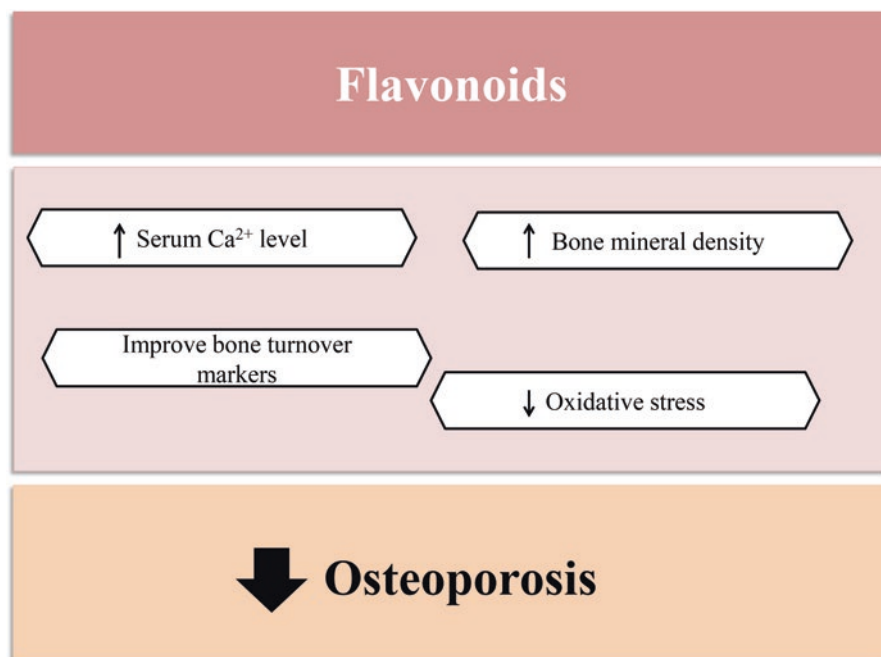 Flavonoids
↑ Serum Ca²⁺ level
↑ Bone mineral density
Improve bone turnover
markers
↓ Oxidative stress
Osteoporosis